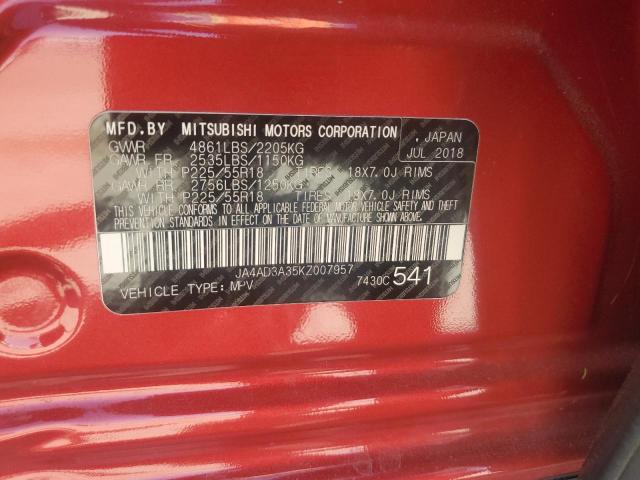 MFD.BY MITSUBISHI MOTORS CORPORATION , JAPAN
GVWR 4861LBS/2205KG JUL 2018
GAWR FR 2535LBS/1150KG
WITH P225/55R18 TIRES 18X7.0J RIMS
GAWR RR 2756LBS/1250KG
WITH P225/55R18 TIRES 18X7.0J RIMS
THIS VEHICLE CONFORMS TO ALL APPLICABLE FEDERAL MOTOR VEHICLE SAFETY AND THEFT
PREVENTION STANDARDS IN EFFECT ON THE DATE OF MANUFACTURE SHOWN ABOVE.
JA4AD3A35KZ007957
VEHICLE TYPE: MPV 7430C 541